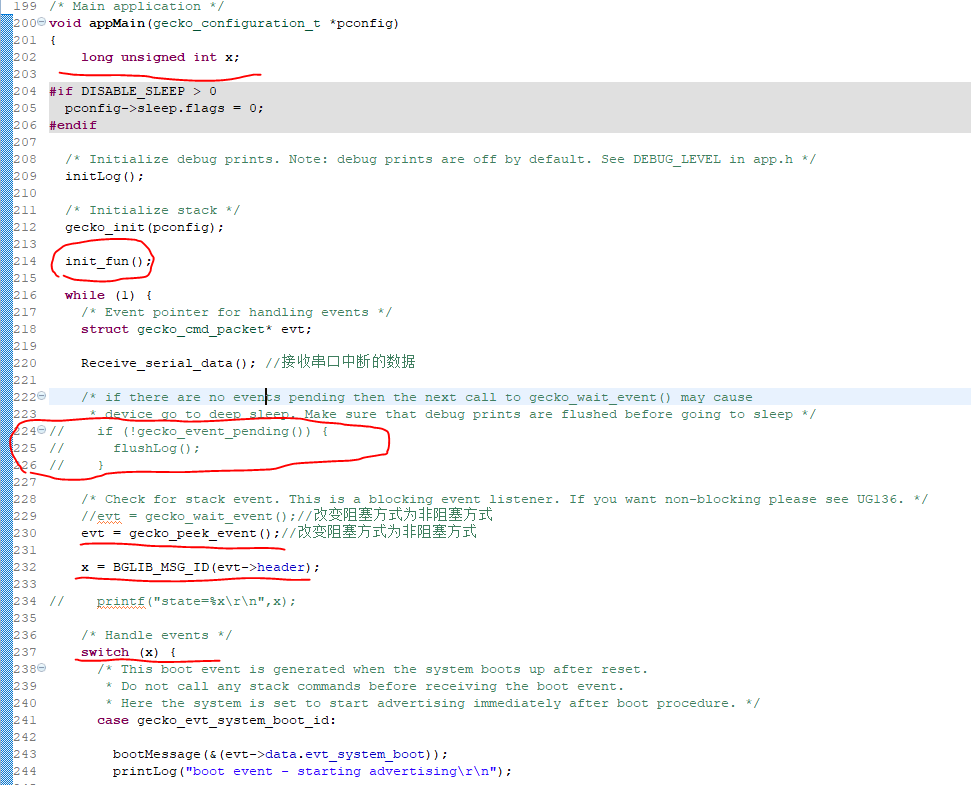 199 /* Main application */
200 void appMain(gecko_configuration_t *pconfig)
201 {
202 long unsigned int x;
203
204 #if DISABLE_SLEEP > 0
205 pconfig->sleep.flags = 0;
206 #endif
207
208 /* Initialize debug prints. Note: debug prints are off by default. See DEBUG_LEVEL in app.h */
209 initLog();
210
211 /* Initialize stack */
212 gecko_init(pconfig);
213
214 init_fun();
215
216 while (1) {
217 /* Event pointer for handling events */
218 struct gecko_cmd_packet* evt;
219
220 Receive_serial_data(); //接收串口中断的数据
221
222 /* if there are no events pending then the next call to gecko_wait_event() may cause
223 * device go to deep sleep. Make sure that debug prints are flushed before going to sleep */
224 // if (!gecko_event_pending()) {
225 // flushLog();
226 // }
227
228 /* Check for stack event. This is a blocking event listener. If you want non-blocking please see UG136. */
229 //evt = gecko_wait_event();//改变阻塞方式为非阻塞方式
230 evt = gecko_peek_event();//改变阻塞方式为非阻塞方式
231
232 x = BGLIB_MSG_ID(evt->header);
233
234 // printf("state=%x\r\n",x);
235
236 /* Handle events */
237 switch (x) {
238 /* This boot event is generated when the system boots up after reset.
239 * Do not call any stack commands before receiving the boot event.
240 * Here the system is set to start advertising immediately after boot procedure. */
241 case gecko_evt_system_boot_id:
242
243 bootMessage(&(evt->data.evt_system_boot));
244 printLog("boot event - starting advertising\r\n");